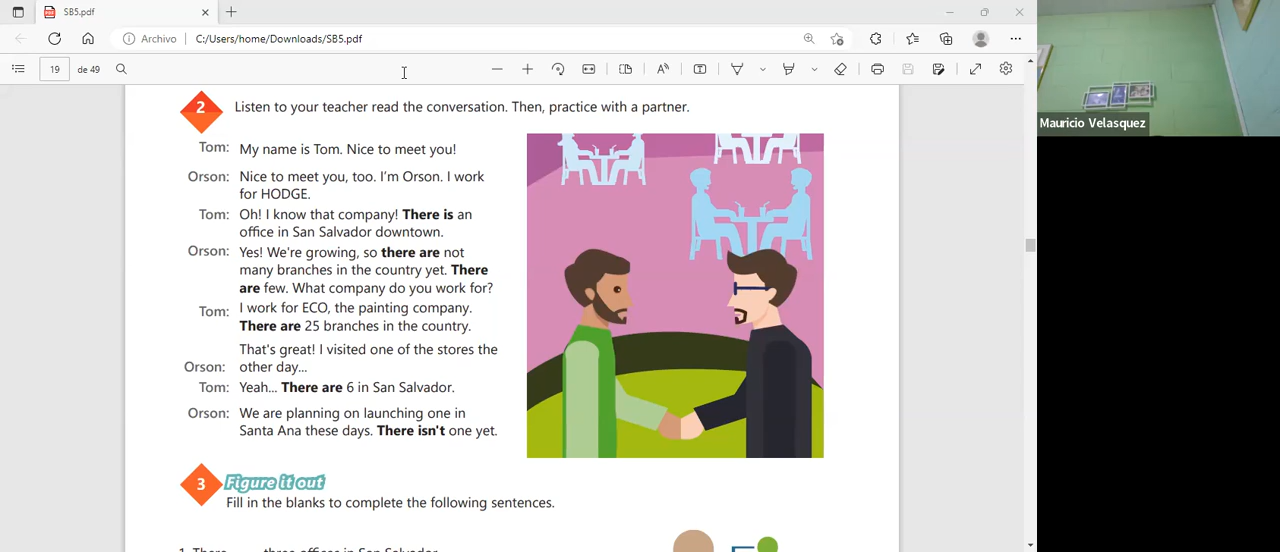 SB5.pdf
Archivo
C:/Users/home/Downloads/SB5.pdf
19
de 49
Mauricio Velasquez
2
Listen to your teacher read the conversation. Then, practice with a partner.
Tom: My name is Tom. Nice to meet you!
Orson: Nice to meet you, too. I'm Orson. I work
for HODGE.
Tom: Oh! I know that company! There is an
office in San Salvador downtown.
Orson: Yes! We're growing, so there are not
many branches in the country yet. There
are few. What company do you work for?
Tom: I work for ECO, the painting company.
There are 25 branches in the country.
That's great! I visited one of the stores the
Orson: other day...
Tom: Yeah... There are 6 in San Salvador.
Orson: We are planning on launching one in
Santa Ana these days. There isn't one yet.
3
Figure it out
Fill in the blanks to complete the following sentences.
1. There three offices in San Salvador